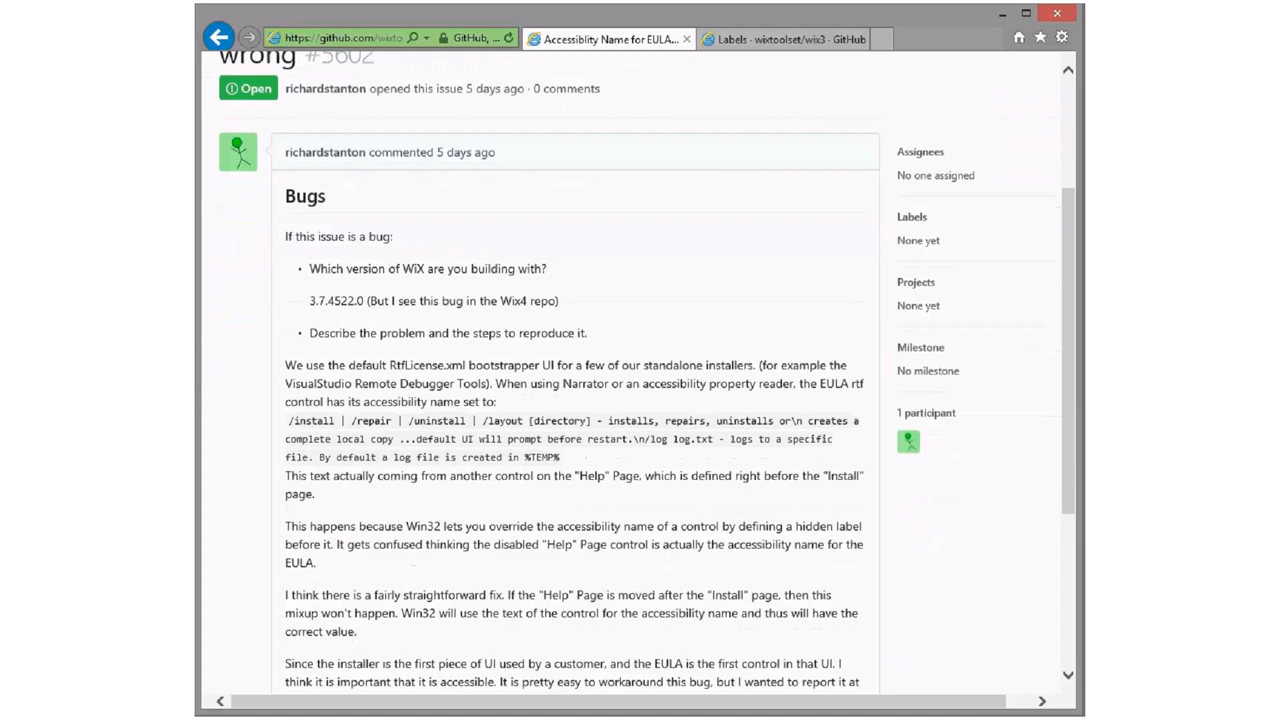 https://github.com/wixto
GitHub, ...
Accessiblity Name for EULA...
Labels · wixtoolset/wix3 · GitHub
wrong #5602
Open
richardstanton opened this issue 5 days ago · 0 comments
richardstanton commented 5 days ago
Assignees
No one assigned
Bugs
Labels
If this issue is a bug:
None yet
• Which version of WiX are you building with?
Projects
3.7.4522.0 (But I see this bug in the Wix4 repo)
None yet
• Describe the problem and the steps to reproduce it.
Milestone
No milestone
We use the default RtfLicense.xml bootstrapper UI for a few of our standalone installers. (for example the
VisualStudio Remote Debugger Tools). When using Narrator or an accessibility property reader, the EULA rtf
control has its accessibility name set to:
1 participant
/install | /repair | /uninstall | /layout [directory] - installs, repairs, uninstalls or\n creates a
complete local copy ...default UI will prompt before restart.\n/log log.txt - logs to a specific
file. By default a log file is created in %TEMP%
This text actually coming from another control on the "Help" Page, which is defined right before the "Install"
page.
This happens because Win32 lets you override the accessibility name of a control by defining a hidden label
before it. It gets confused thinking the disabled "Help" Page control is actually the accessibility name for the
EULA.
I think there is a fairly straightforward fix. If the "Help" Page is moved after the "Install" page, then this
mixup won't happen. Win32 will use the text of the control for the accessibility name and thus will have the
correct value.
Since the installer is the first piece of UI used by a customer, and the EULA is the first control in that UI. I
think it is important that it is accessible. It is pretty easy to workaround this bug, but I wanted to report it at